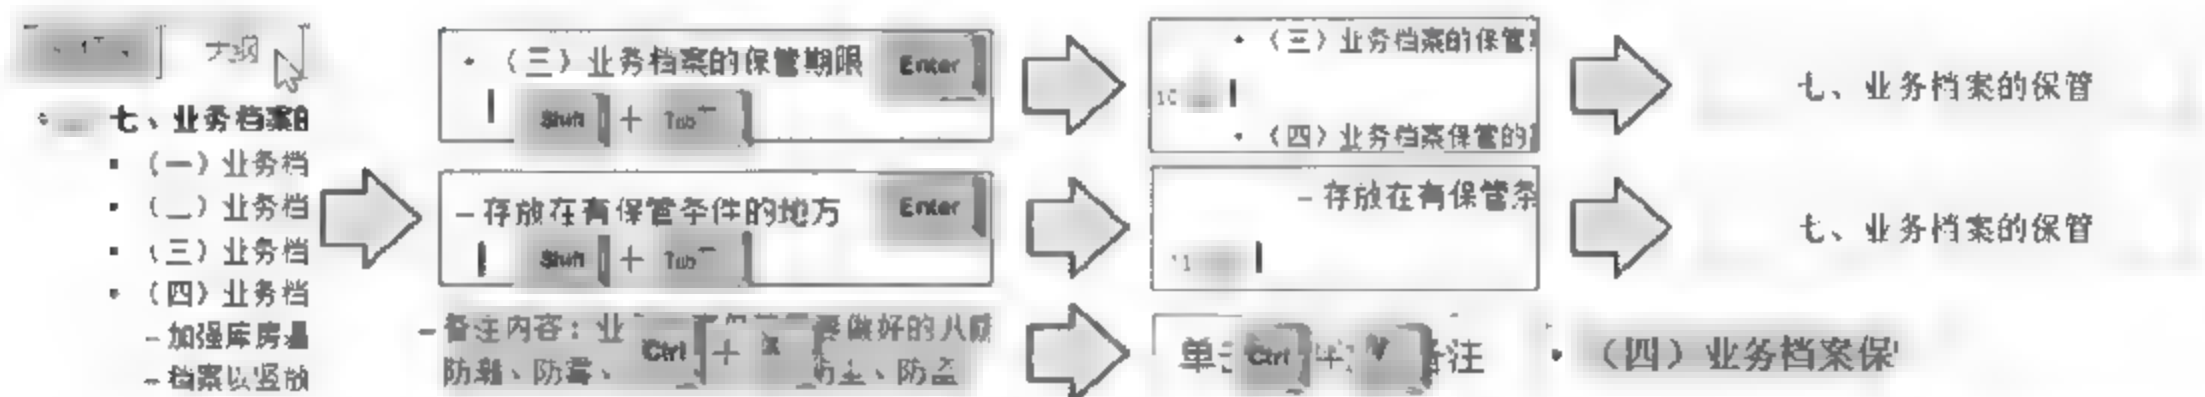 大纲
七、业务档案的
（一）业务档
（二）业务档
（三）业务档
（四）业务档
–加强库房
–档案以竖放
（三）业务档案的保管期限 Enter
Shift + Tab
–存放在有保管条件的地方 Enter
Shift + Tab
–备注内容：业 要做好的八
防潮、防霉、 Ctrl + X 防尘、防盗
（三）业务档案的保管
10
（四）业务档案保管的
–存放在有保管条
11
单击 Ctrl + V 备注
七、业务档案的保管
七、业务档案的保管
（四）业务档案保